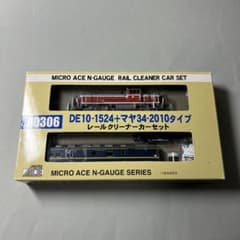 MICRO ACE N-GAUGE RAIL CLEANER CAR SET
A0306
DE10-1524+マヤ34-2010タイプ
レールクリーナーカーセット
MICRO ACE N-GAUGE SERIES